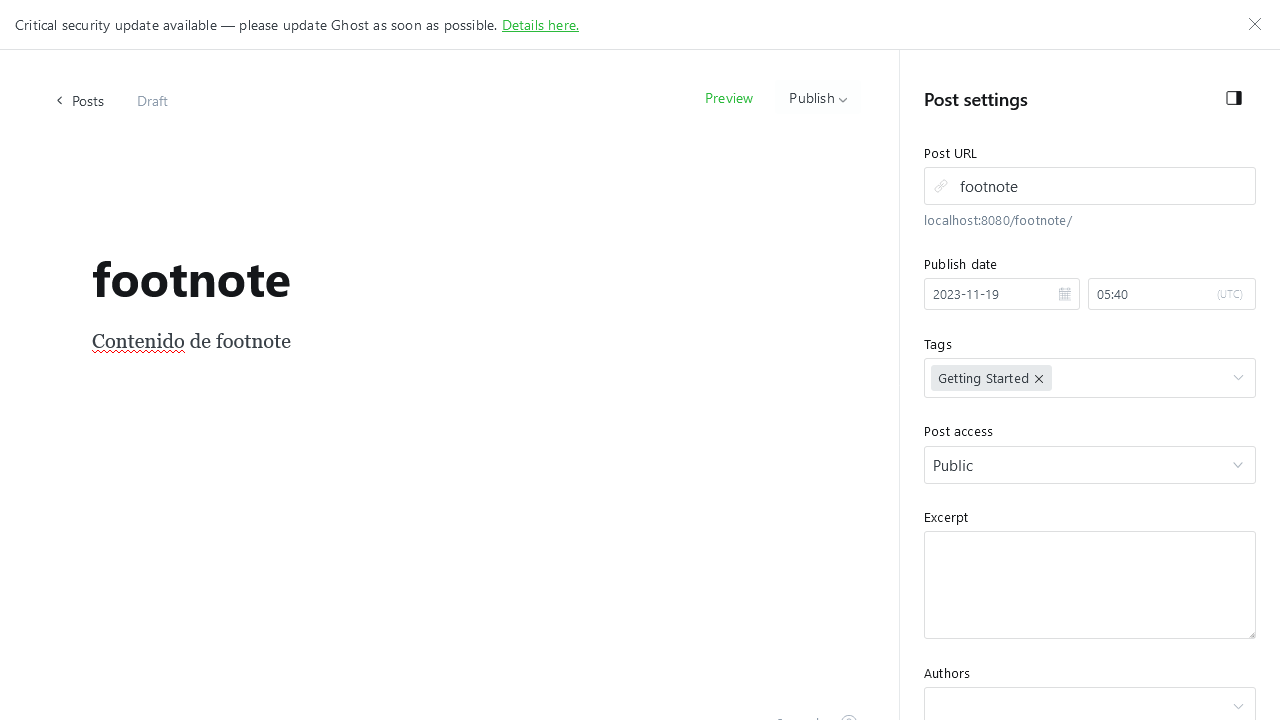 Critical security update available — please update Ghost as soon as possible. Details here.
Posts
Draft
Preview
Publish
Post settings
Post URL
footnote
localhost:8080/footnote/
Publish date
2023-11-19
05:40
(UTC)
Tags
Getting Started
Post access
Public
Excerpt
Authors
footnote
Contenido de footnote